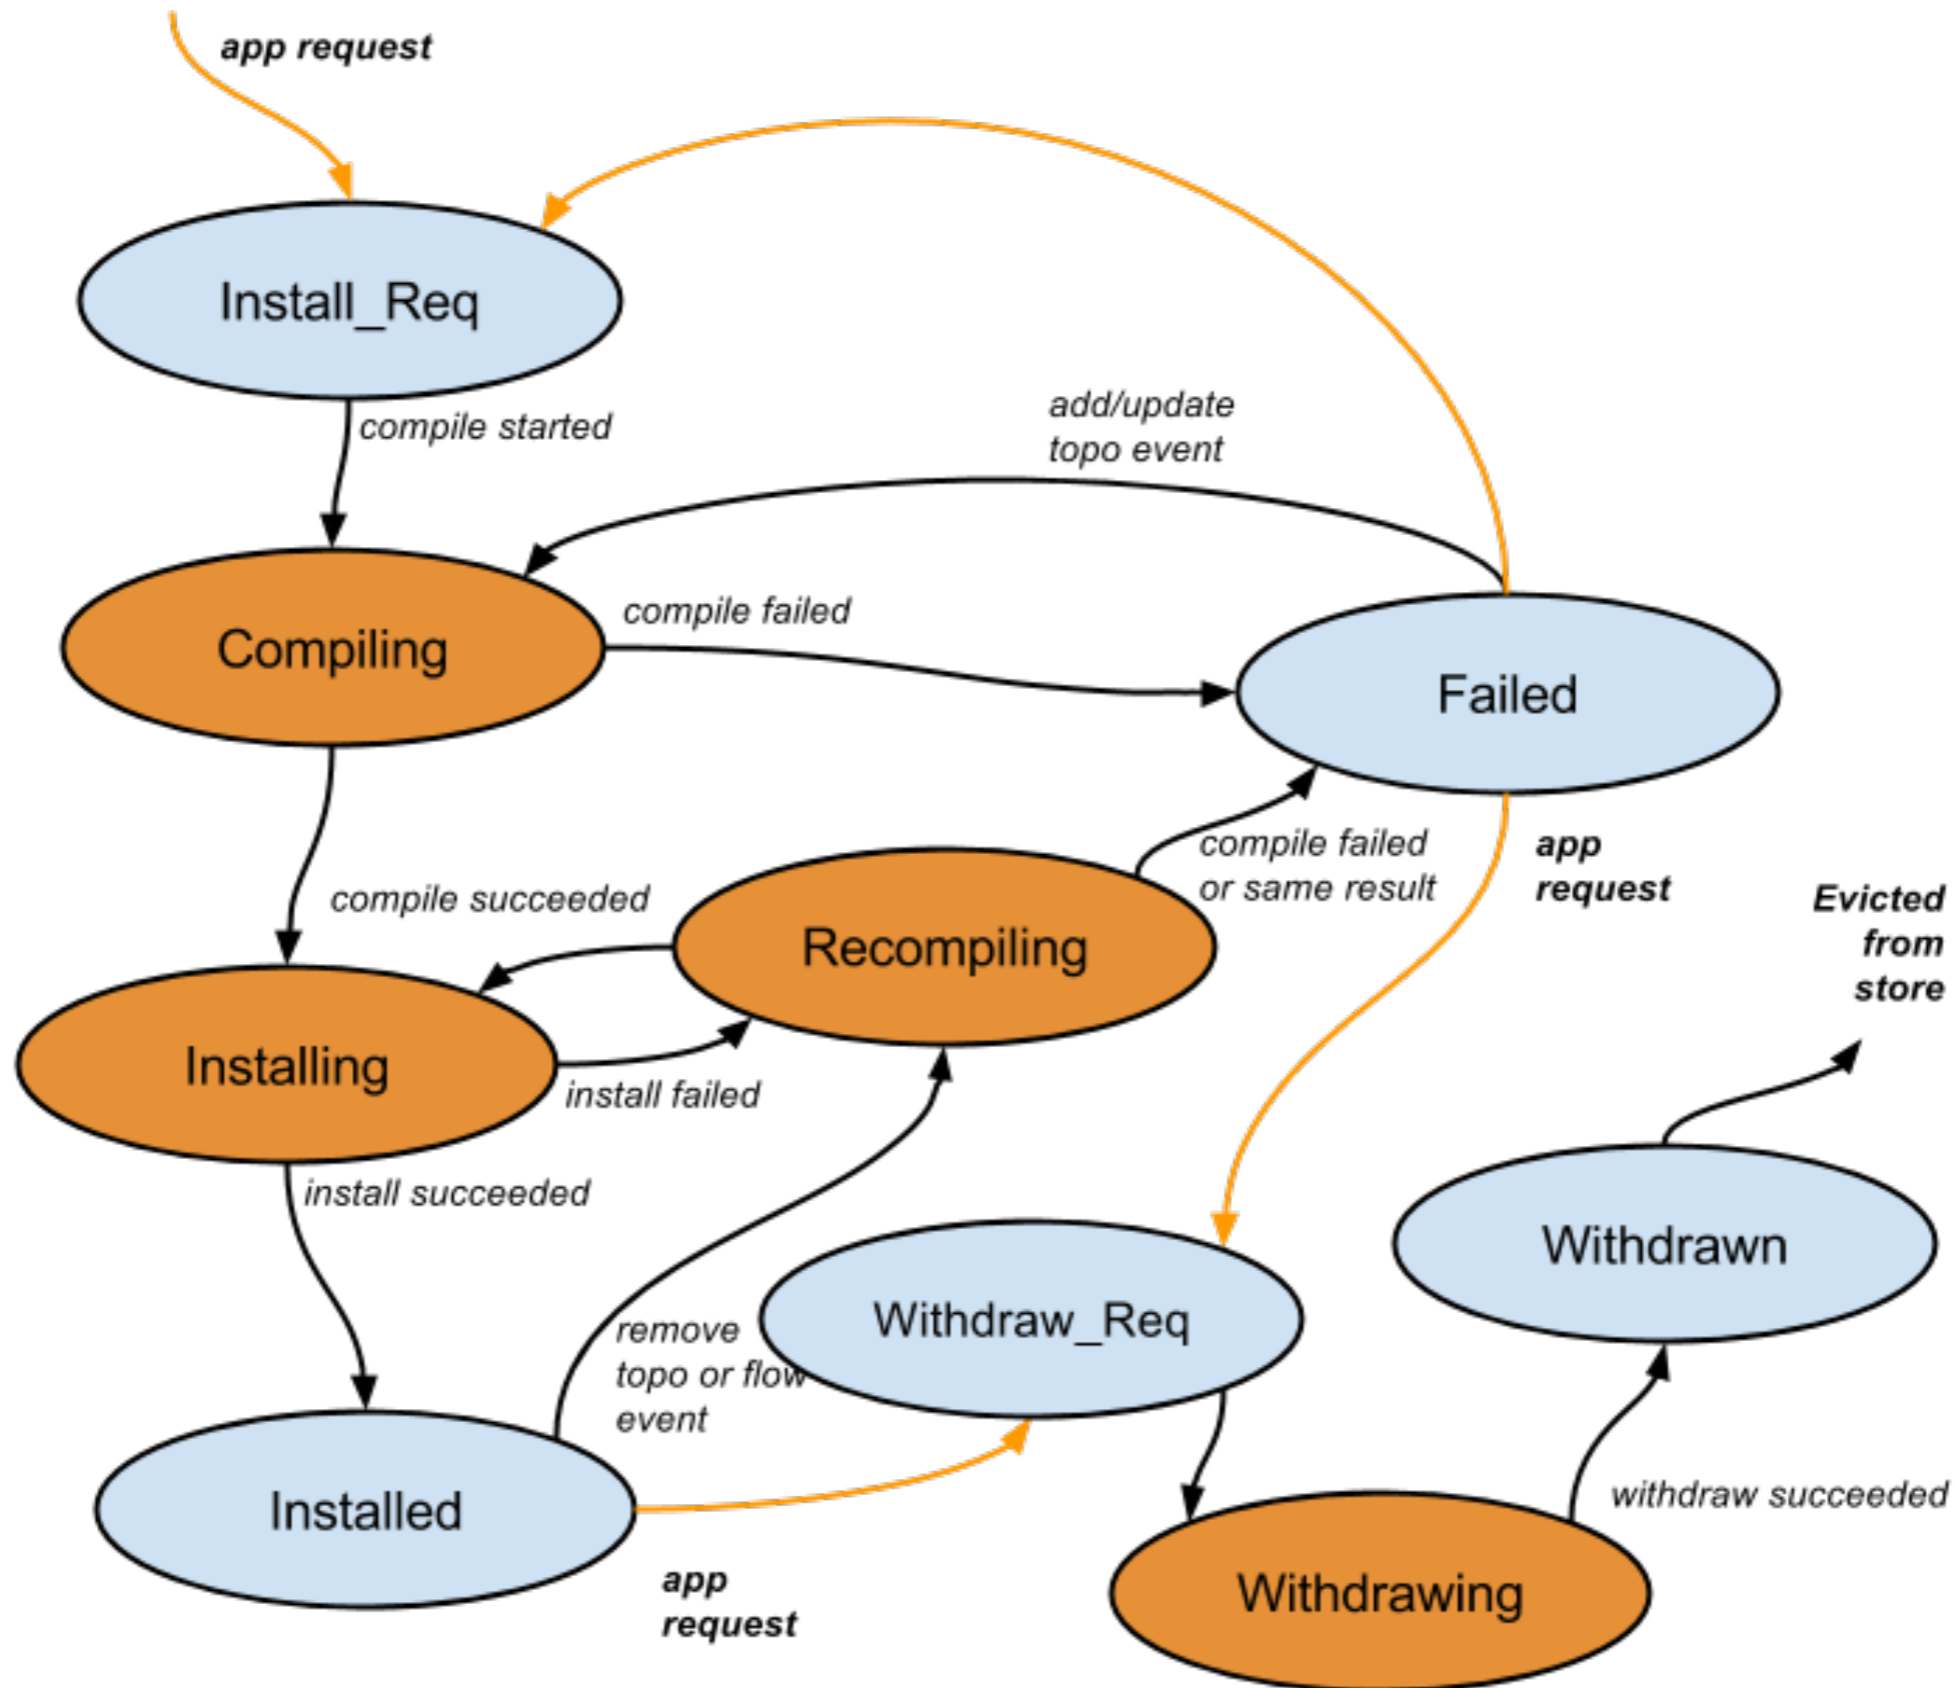 app request
Install_Req
compile started
add/update
topo event
compile failed
Compiling
Failed
compile failed
or same result
app
request
compile succeeded
Recompiling
Evicted
from
store
Installing
install failed
install succeeded
Withdrawn
Withdraw_Req
remove
topo or flow
event
Installed
withdraw succeeded
app
request
Withdrawing